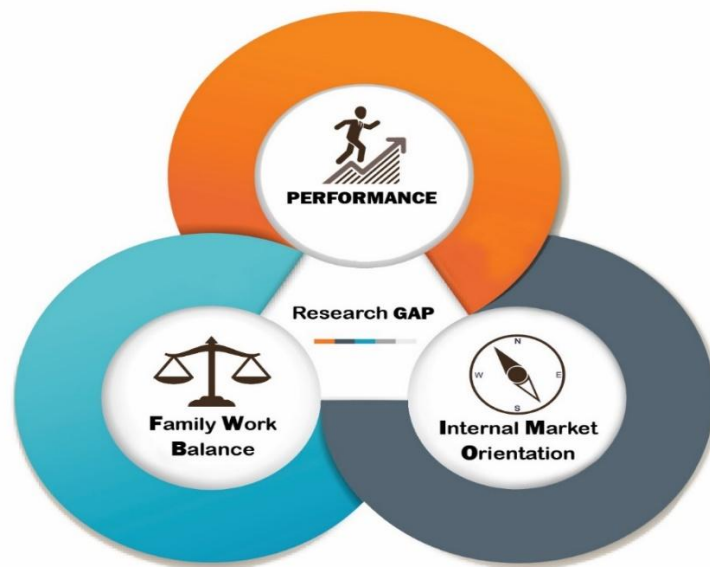 PERFORMANCE
Research GAP
Family Work
Balance
N
W E
S
Internal Market
Orientation